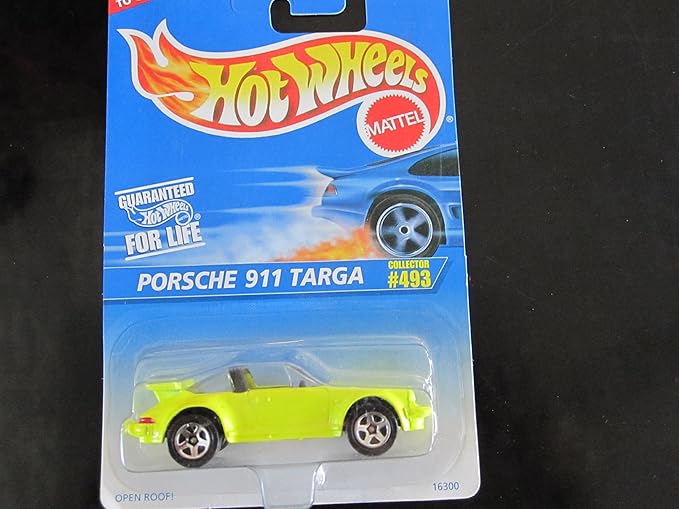 HOT WHEELS
MATTEL
®
GUARANTEED
HOT WHEELS
®
FOR LIFE
PORSCHE 911 TARGA
COLLECTOR
#493
OPEN ROOF!
16300